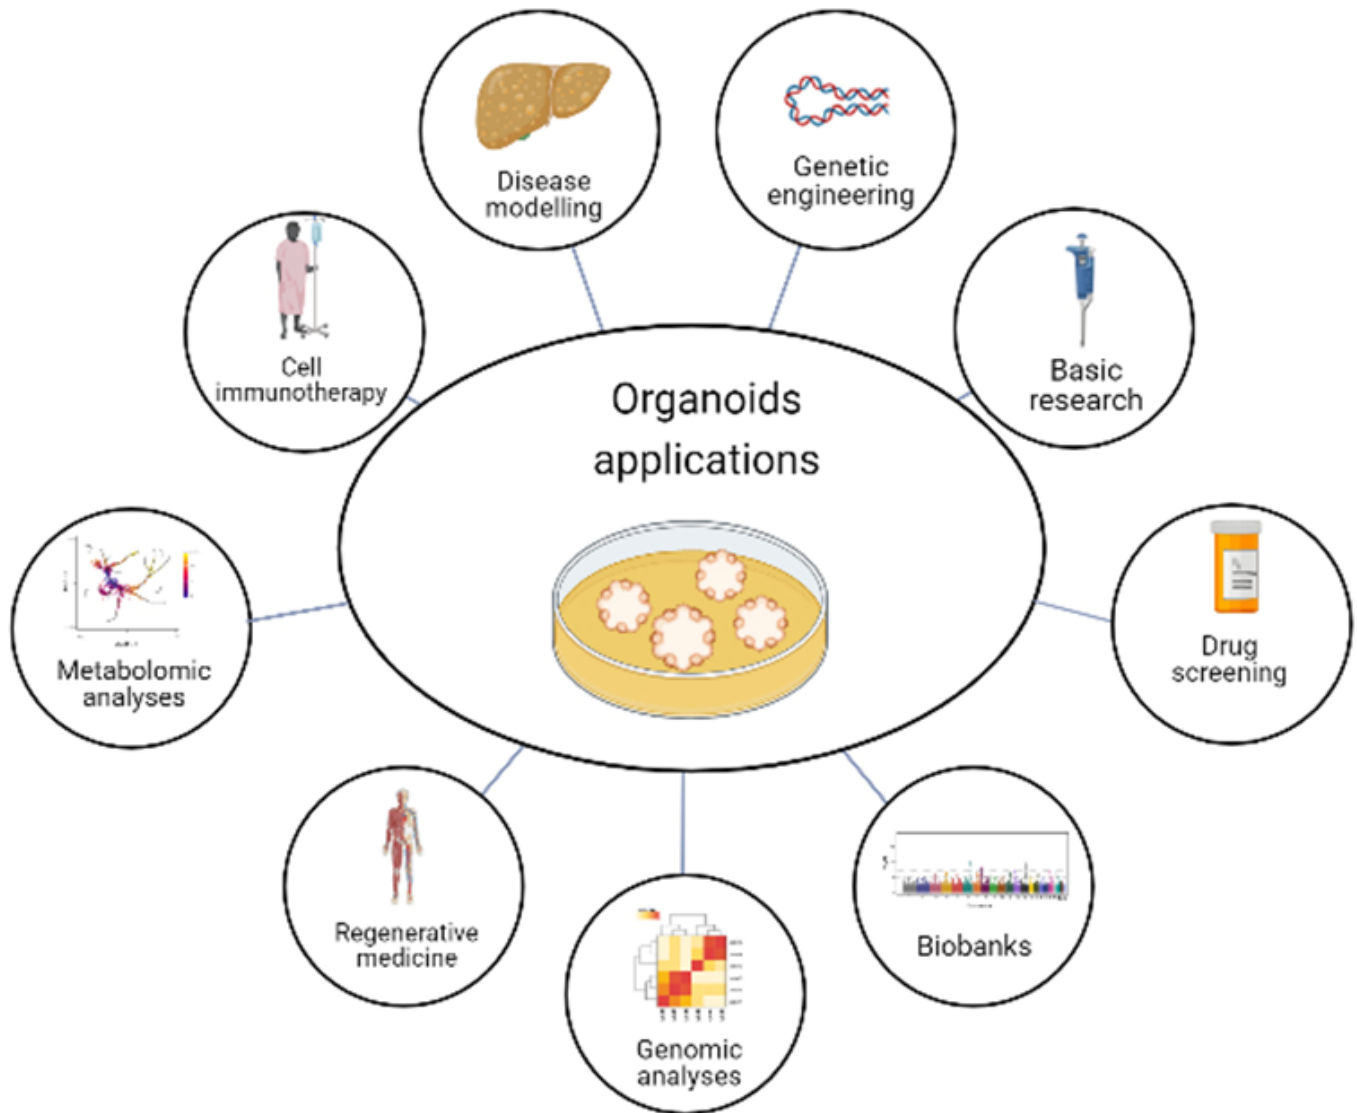 Disease
modelling
Genetic
engineering
Cell
immunotherapy
Basic
research
Organoids
applications
Metabolomic
analyses
Drug
screening
Regenerative
medicine
Biobanks
Genomic
analyses